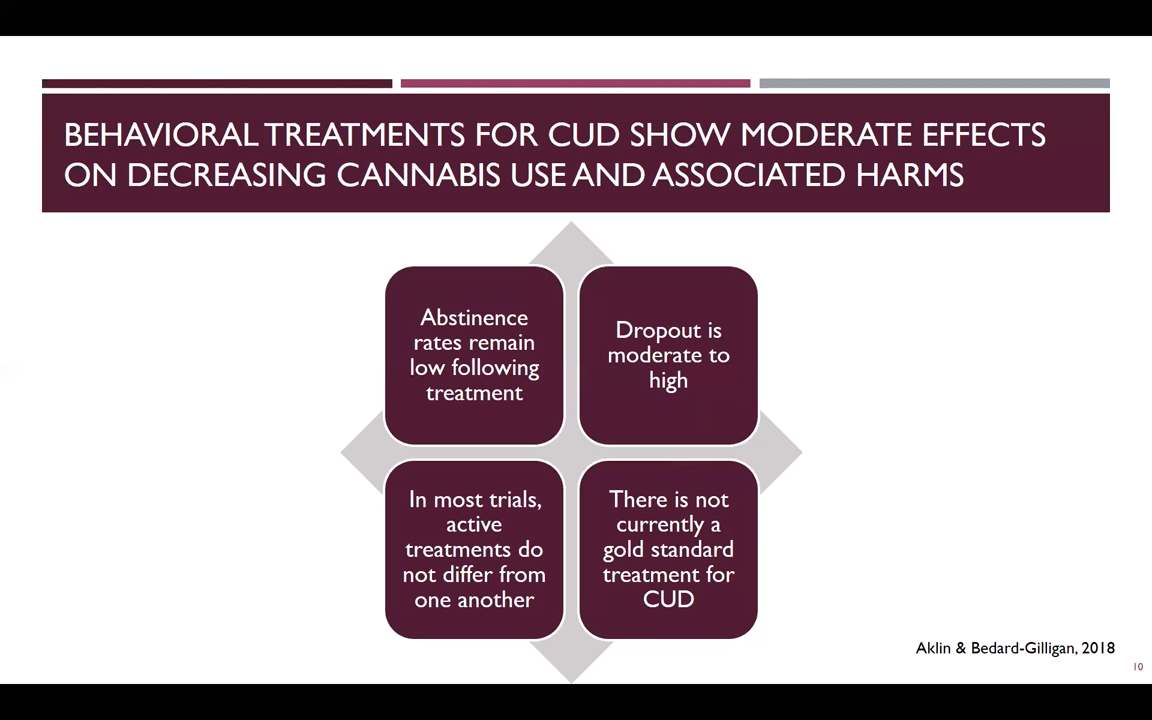 BEHAVIORAL TREATMENTS FOR CUD SHOW MODERATE EFFECTS
ON DECREASING CANNABIS USE AND ASSOCIATED HARMS
Abstinence
rates remain
low following
treatment
Dropout is
moderate to
high
In most trials,
active
treatments do
not differ from
one another
There is not
currently a
gold standard
treatment for
CUD
Aklin & Bedard-Gilligan, 2018
10